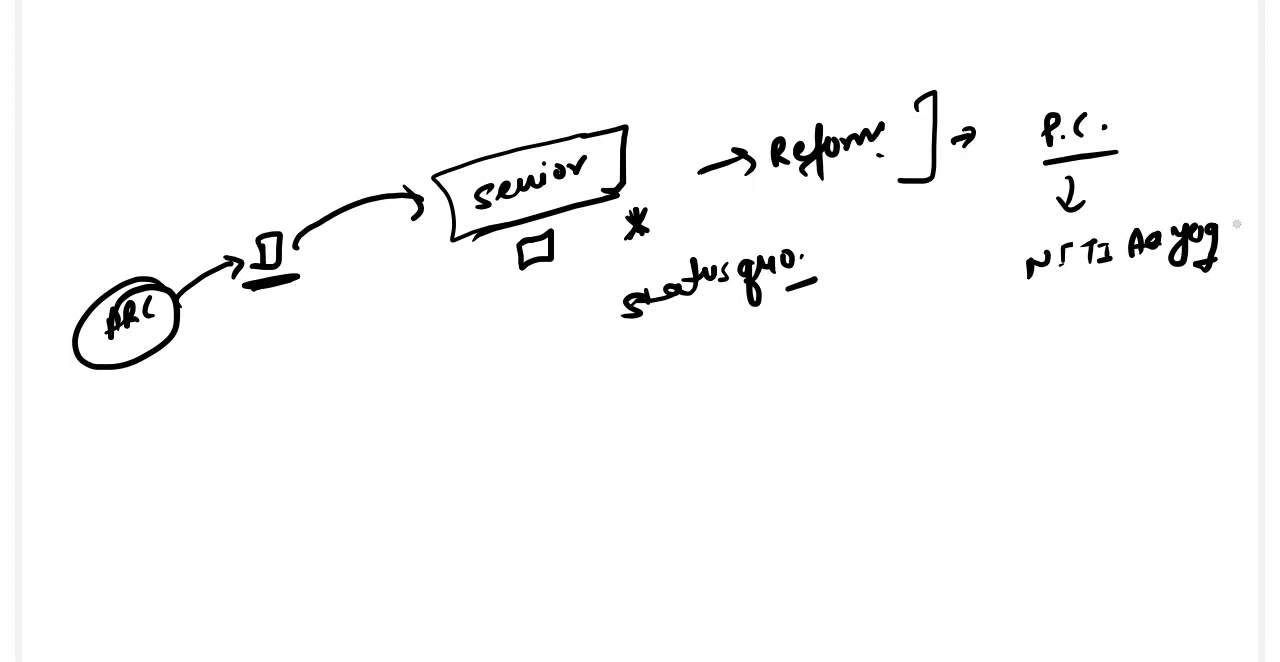 ARC
senior
→ Reform. ] → P.C.
status quo.
NITI Aayog